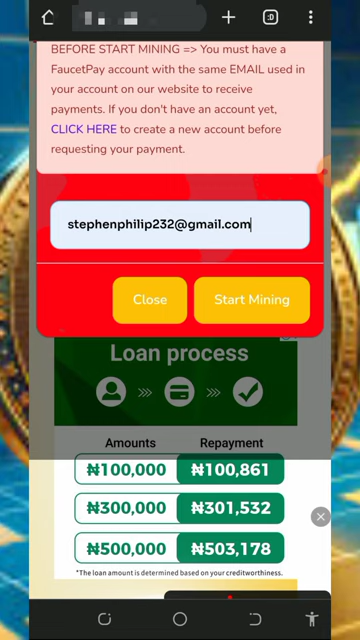 :D
BEFORE START MINING => You must have a
FaucetPay account with the same EMAIL used in
your account on our website to receive
payments. If you don't have an account yet,
CLICK HERE to create a new account before
requesting your payment.
stephenphilip232@gmail.com
Close
Start Mining
Loan process
Amounts Repayment
₦100,000 ₦100,861
₦300,000 ₦301,532
₦500,000 ₦503,178
*The loan amount is determined based on your creditworthiness.